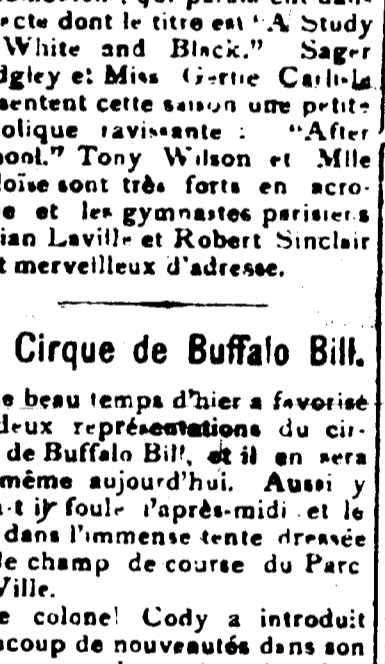 acte dont le titre est "A Study
White and Black." Sager
dgley et Miss Gertie Carlisle
sentent cette saison une petite
olique ravissante : "After
hool." Tony Wilson et Mlle
loïse sont très forts en acro-
e et les gymnastes parisiens
ian Laville et Robert Sinclair
t merveilleux d'adresse.
Cirque de Buffalo Bill.
e beau temps d'hier a favorisé
deux représentations du cir-
de Buffalo Bill, et il en sera
même aujourd'hui. Aussi y
a-t il foule l'après-midi et le
dans l'immense tente dressée
le champ de course du Parc
Ville.
e colonel Cody a introduit
ucoup de nouveautés dans son